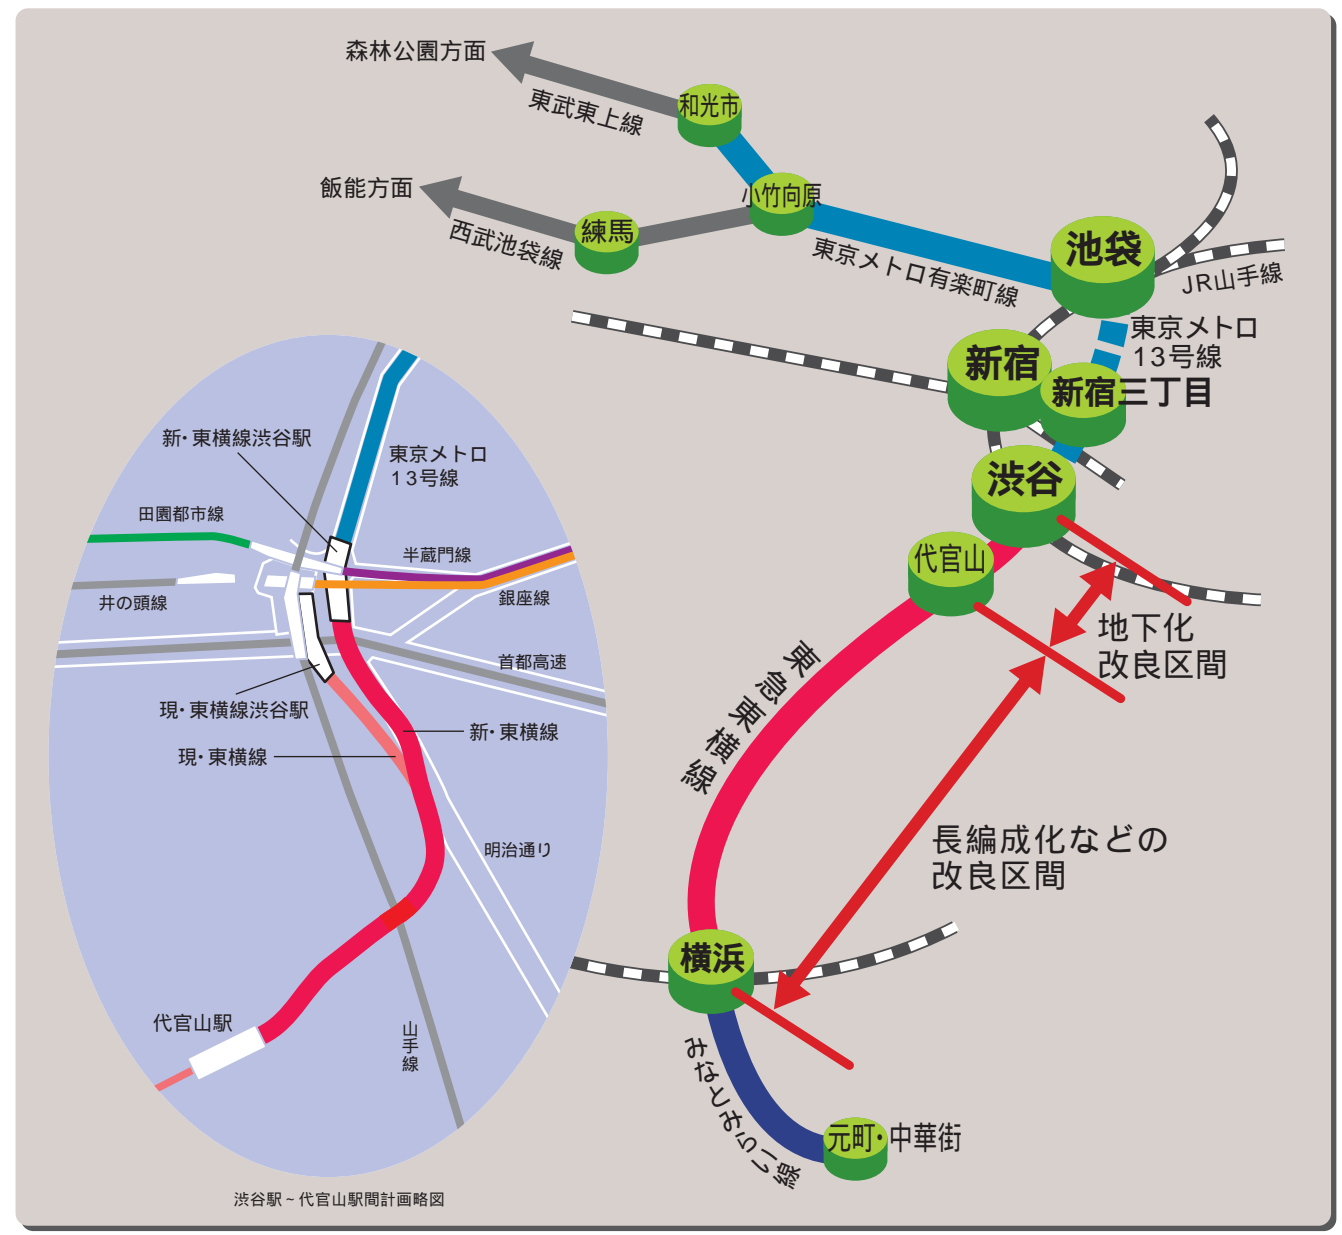 森林公園方面
和光市
東武東上線
飯能方面
小竹向原
練馬
西武池袋線
東京メトロ有楽町線
池袋
JR山手線
東京メトロ
13号線
新宿
新宿三丁目
渋谷
代官山
地下化
改良区間
東急東横線
長編成化などの
改良区間
横浜
みなとみらい線
元町・中華街
新・東横線渋谷駅
東京メトロ
13号線
田園都市線
半蔵門線
井の頭線
銀座線
首都高速
現・東横線渋谷駅
新・東横線
現・東横線
明治通り
代官山駅
山手線
渋谷駅~代官山駅間計画略図